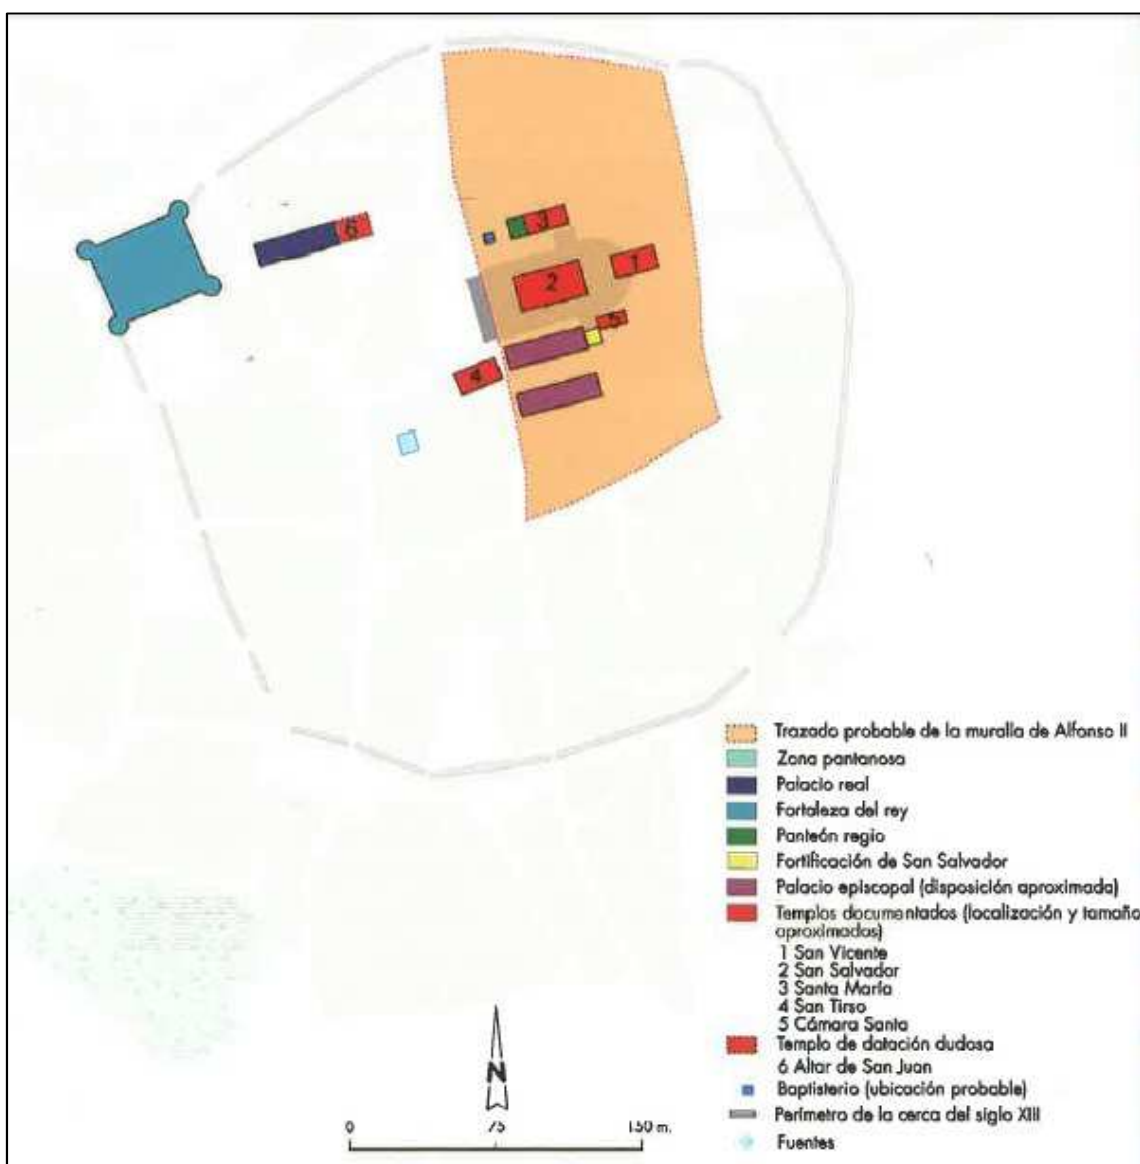 6
3
1
2
5
4
Trazado probable de la muralla de Alfonso II
Zona pantanosa
Palacio real
Fortaleza del rey
Panteón regio
Fortificación de San Salvador
Palacio episcopal (disposición aproximada)
Templos documentados (localización y tamaño
aproximados)
1 San Vicente
2 San Salvador
3 Santa María
4 San Tirso
5 Cámara Santa
Templo de datación dudosa
6 Altar de San Juan
Baptisterio (ubicación probable)
Perímetro de la cerca del siglo XIII
Fuentes
N
0 75 150 m.